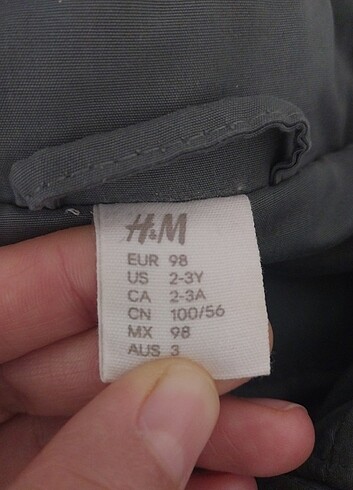 H&M
EUR 98
US 2-3Y
CA 2-3A
CN 100/56
MX 98
AUS 3